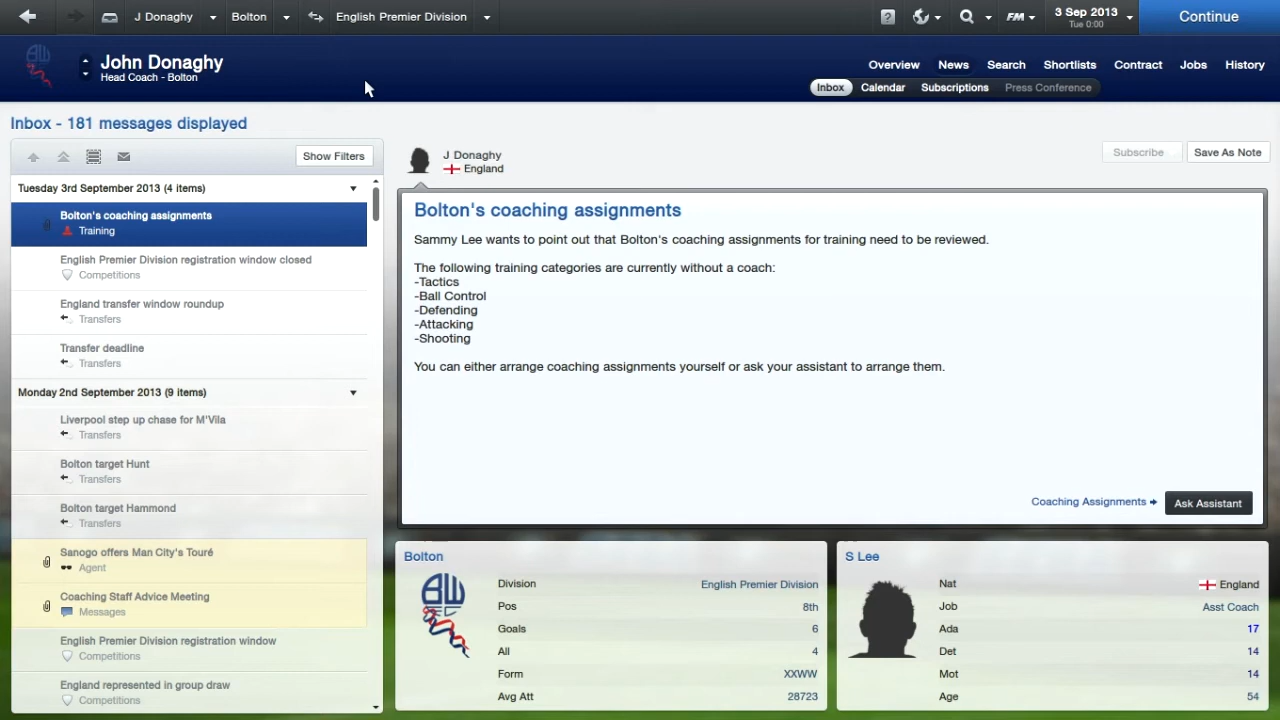 J Donaghy
Bolton
English Premier Division
?
FM
3 Sep 2013
Tue 0:00
Continue
John Donaghy
Head Coach - Bolton
Overview
News
Search
Shortlists
Contract
Jobs
History
Inbox
Calendar
Subscriptions
Press Conference
Inbox - 181 messages displayed
Show Filters
Tuesday 3rd September 2013 (4 items)
Bolton's coaching assignments
Training
English Premier Division registration window closed
Competitions
England transfer window roundup
Transfers
Transfer deadline
Transfers
Monday 2nd September 2013 (9 items)
Liverpool step up chase for M'Vila
Transfers
Bolton target Hunt
Transfers
Bolton target Hammond
Transfers
Sanogo offers Man City's Touré
Agent
Coaching Staff Advice Meeting
Messages
English Premier Division registration window
Competitions
England represented in group draw
Competitions
J Donaghy
England
Subscribe
Save As Note
Bolton's coaching assignments
Sammy Lee wants to point out that Bolton's coaching assignments for training need to be reviewed.
The following training categories are currently without a coach:
-Tactics
-Ball Control
-Defending
-Attacking
-Shooting
You can either arrange coaching assignments yourself or ask your assistant to arrange them.
Coaching Assignments
Ask Assistant
Bolton
Division English Premier Division
Pos 8th
Goals 6
All 4
Form XXWW
Avg Att 28723
S Lee
Nat England
Job Asst Coach
Ada 17
Det 14
Mot 14
Age 54